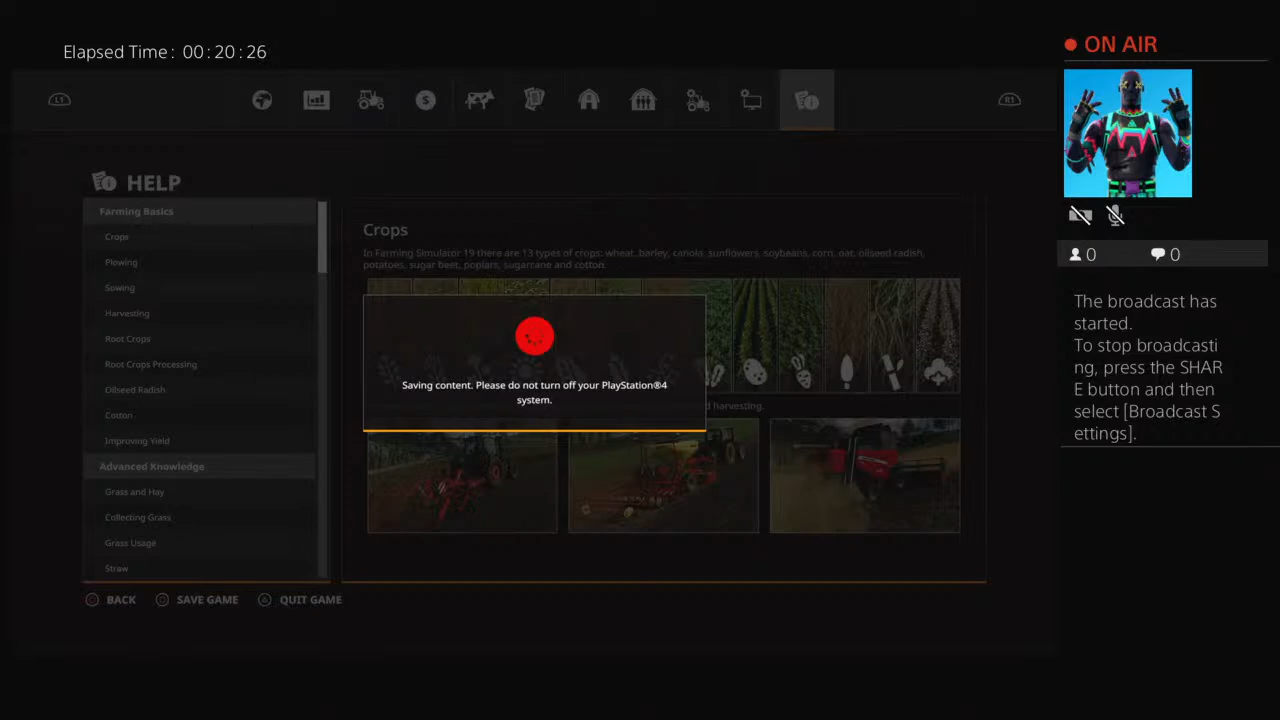 Elapsed Time: 00:20:26
ON AIR
L1
R1
HELP
Farming Basics
Crops
Plowing
Sowing
Harvesting
Root Crops
Root Crops Processing
Oilseed Radish
Cotton
Improving Yield
Advanced Knowledge
Grass and Hay
Collecting Grass
Grass Usage
Straw
Crops
In Farming Simulator 19 there are 13 types of crops: wheat, barley, canola, sunflowers, soybeans, corn, oat, oilseed radish,
potatoes, sugar beet, poplars, sugarcane and cotton.
Saving content. Please do not turn off your PlayStation®4
system.
d harvesting.
BACK
SAVE GAME
QUIT GAME
0
0
The broadcast has
started.
To stop broadcasti
ng, press the SHAR
E button and then
select [Broadcast S
ettings].